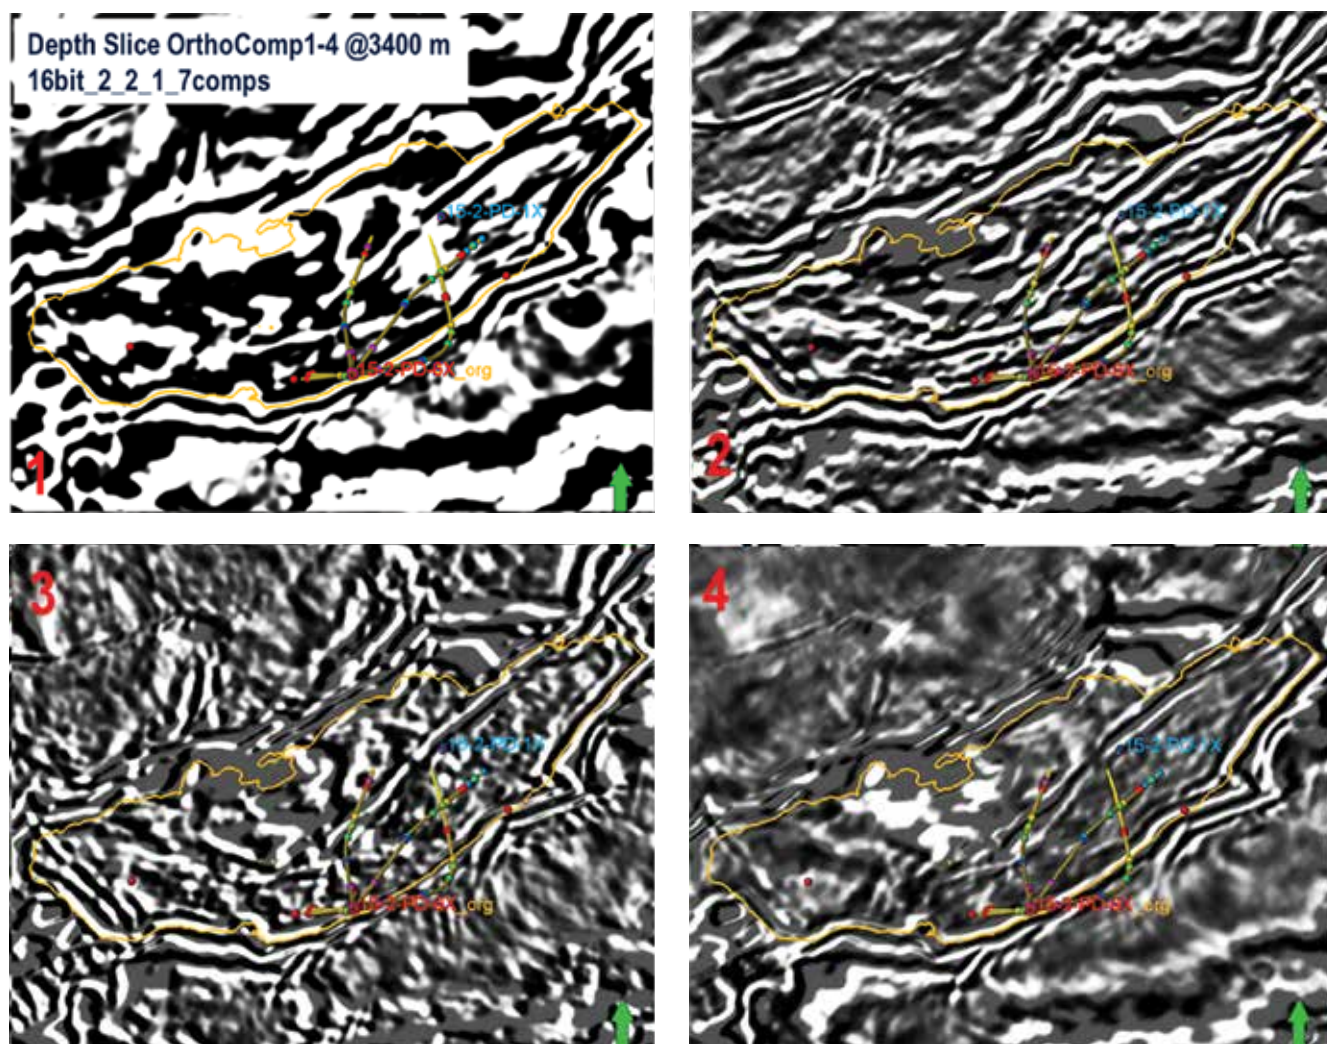 Depth Slice OrthoComp1-4 @3400 m
16bit_2_2_1_7comps
15-2-PD-1X
15-2-PD-1X
15-2-PD-5X_org
15-2-PD-5X_org
1
2
3
4
15-2-PD-1X
15-2-PD-1X
15-2-PD-5X_org
15-2-PD-5X_org